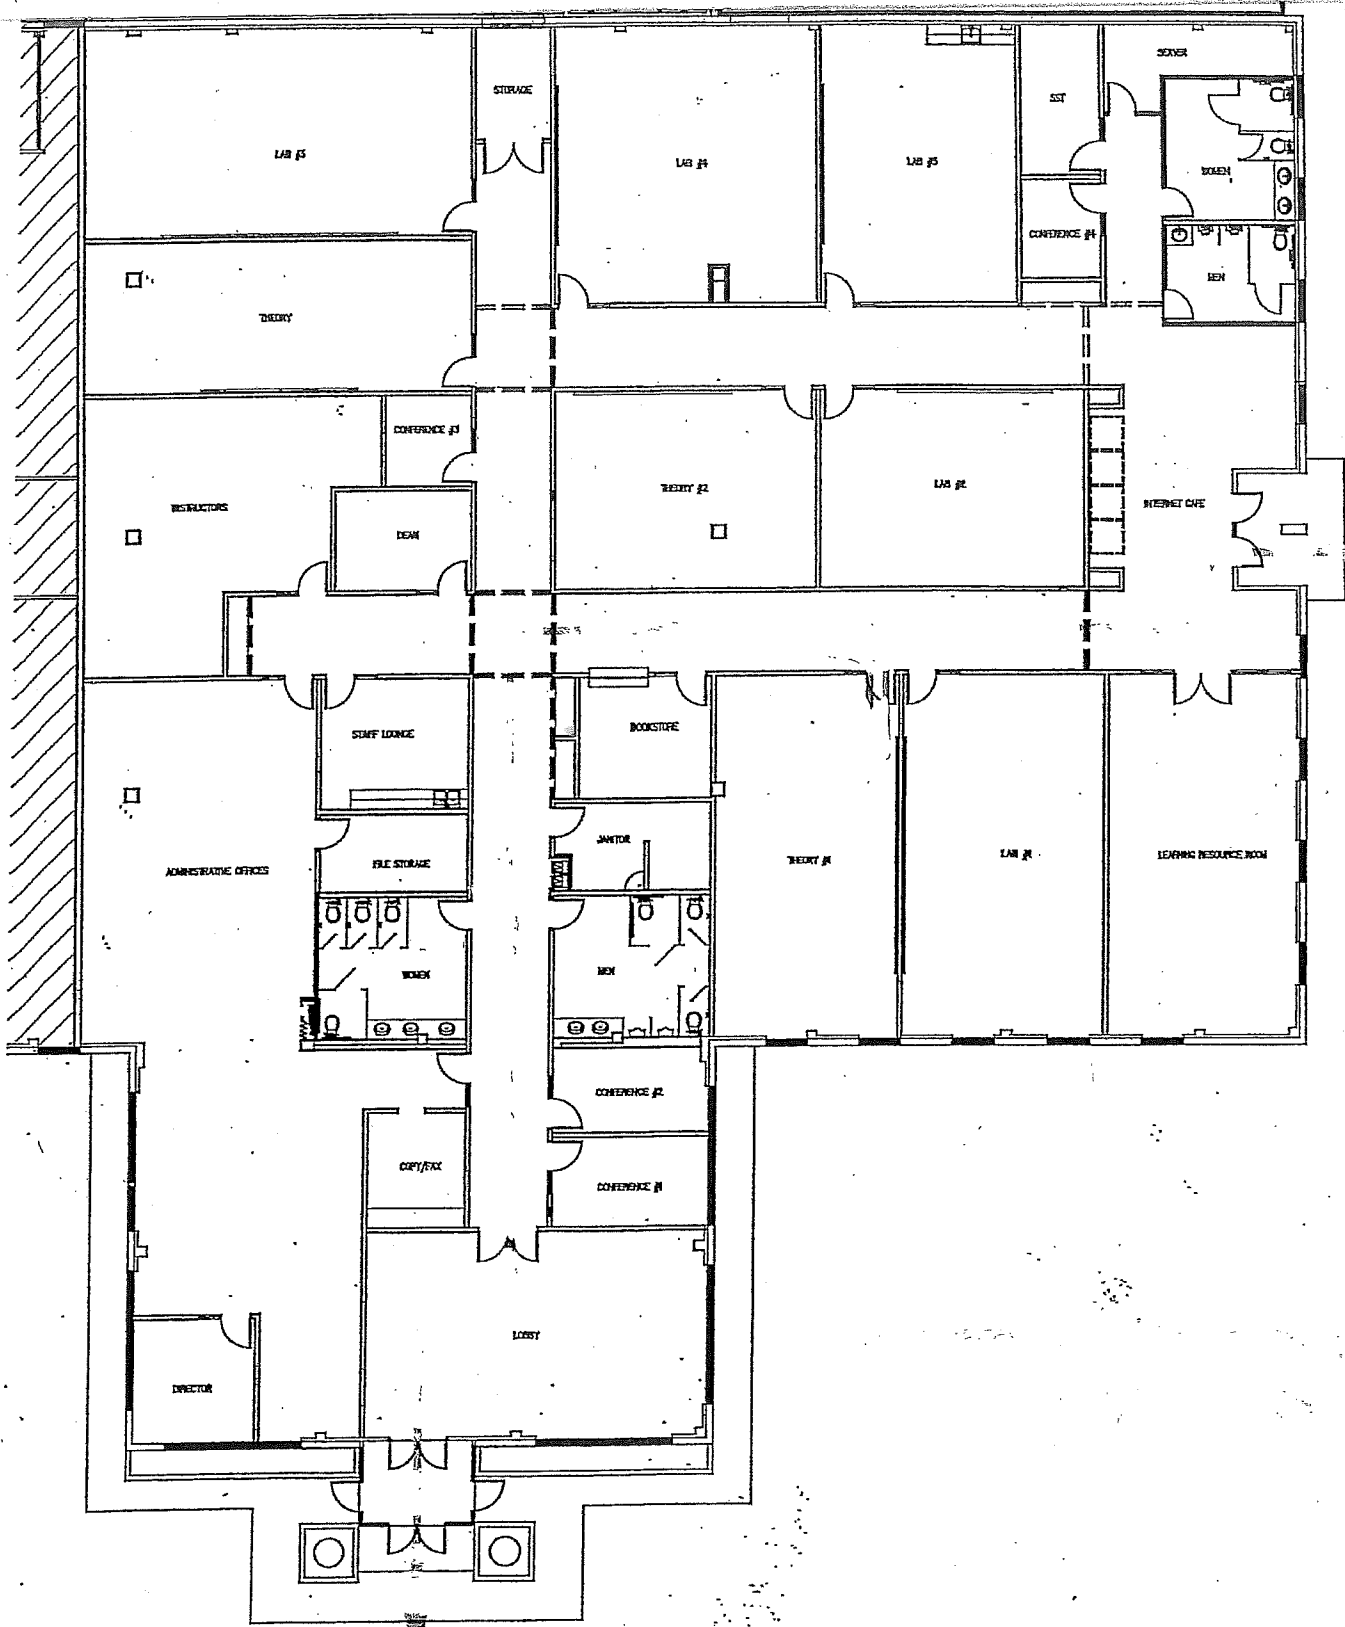 SERVER
STORAGE
SST
LAB #3
LAB #4
LAB #5
WOMEN
CONFERENCE #4
MEN
THEORY
CONFERENCE #3
INSTRUCTORS
DEAN
THEORY #2
LAB #2
INTERNET CAFE
STAFF LOUNGE
BOOKSTORE
ADMINISTRATIVE OFFICES
FILE STORAGE
JANITOR
THEORY #1
LAB #1
LEARNING RESOURCE ROOM
WOMEN
MEN
CONFERENCE #2
COPY/FAX
CONFERENCE #1
LOBBY
DIRECTOR